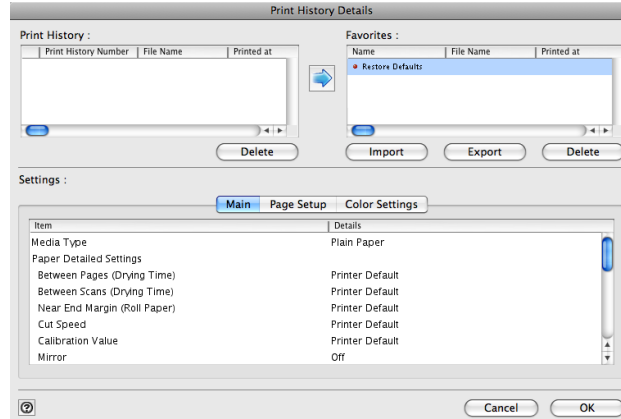 Print History Details
Print History :
Favorites :
Print History Number File Name Printed at
Name File Name Printed at
Restore Defaults
Delete
Import Export Delete
Settings :
Main Page Setup Color Settings
Item Details
Media Type Plain Paper
Paper Detailed Settings
Between Pages (Drying Time) Printer Default
Between Scans (Drying Time) Printer Default
Near End Margin (Roll Paper) Printer Default
Cut Speed Printer Default
Calibration Value Printer Default
Mirror Off
? Cancel OK